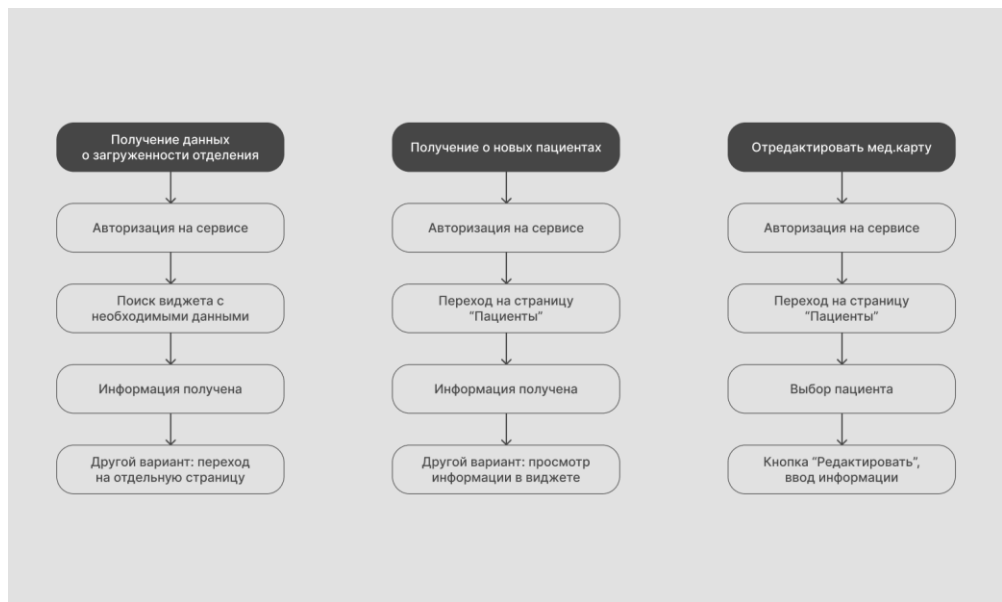 Получение данных
о загруженности отделения
Авторизация на сервисе
Поиск виджета с
необходимыми данными
Информация получена
Другой вариант: переход
на отдельную страницу
Получение о новых пациентах
Авторизация на сервисе
Переход на страницу
“Пациенты”
Информация получена
Другой вариант: просмотр
информации в виджете
Отредактировать мед.карту
Авторизация на сервисе
Переход на страницу
“Пациенты”
Выбор пациента
Кнопка “Редактировать”,
ввод информации